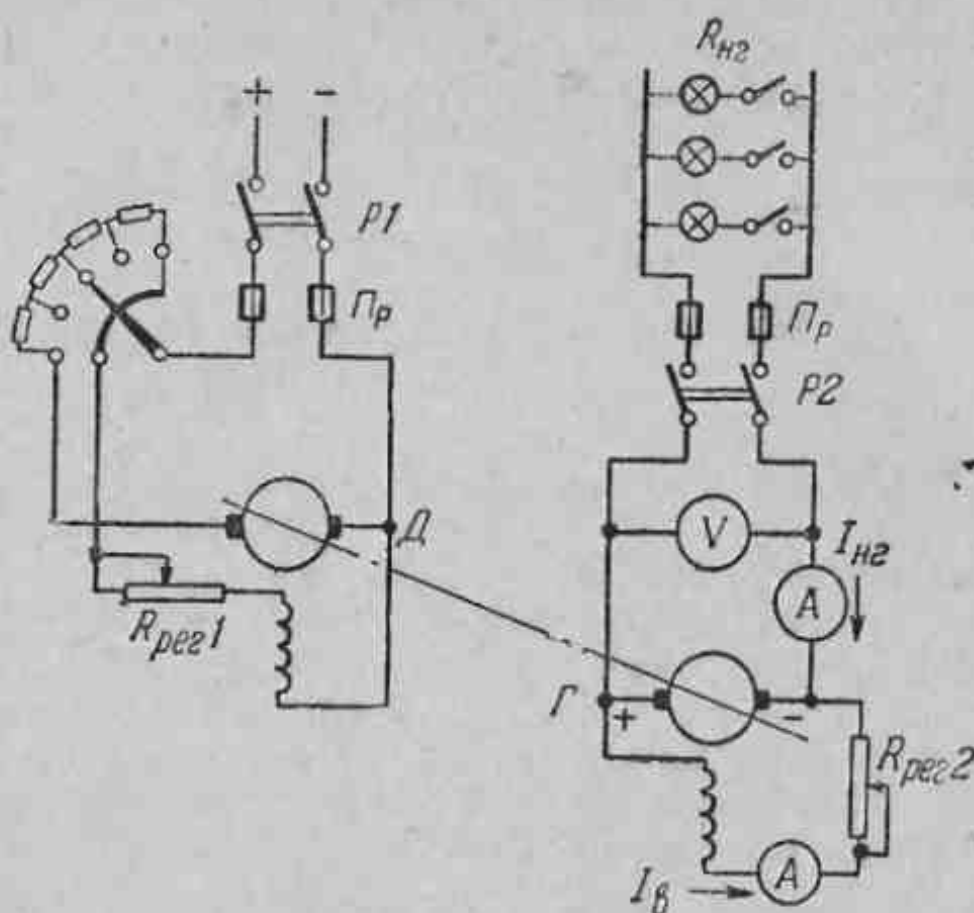 + -
P1
Пр
Rнг
Пр
P2
V
Iнг
A
Д
Rрег1
Г
+ -
Rрег2
A
Iв